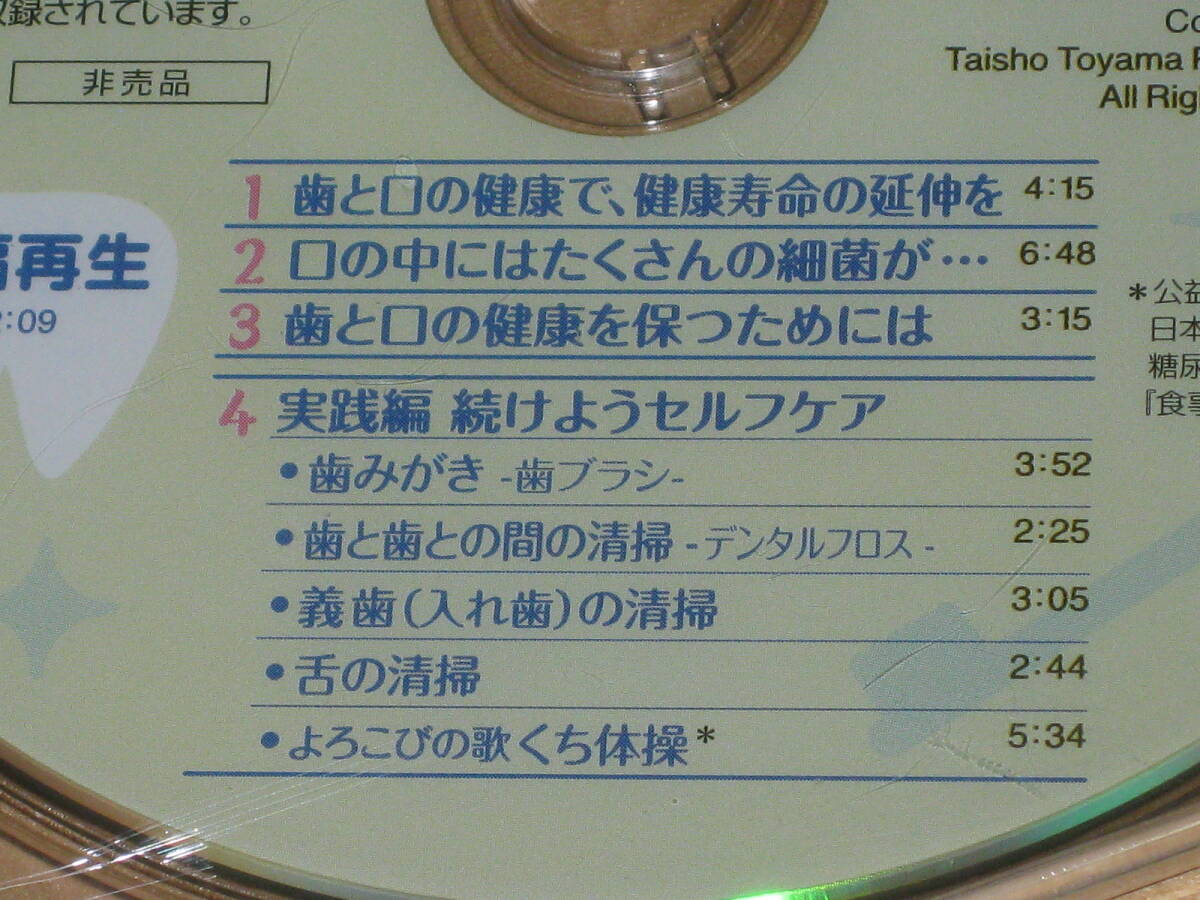 収録されています。
非売品
Taisho Toyama
All
再生
:09
1 歯と口の健康で、健康寿命の延伸を 4:15
2 口の中にはたくさんの細菌が… 6:48
3 歯と口の健康を保つためには 3:15
4 実践編 続けようセルフケア
•歯みがき -歯ブラシ- 3:52
•歯と歯との間の清掃 -デンタルフロス- 2:25
•義歯(入れ歯)の清掃 3:05
•舌の清掃 2:44
•よろこびの歌くち体操* 5:34
*公益
日本
糖尿
『食事